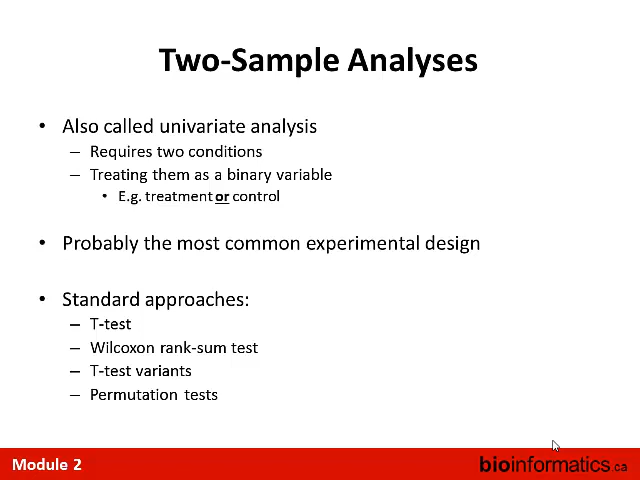 Two-Sample Analyses
• Also called univariate analysis
– Requires two conditions
– Treating them as a binary variable
• E.g. treatment or control
• Probably the most common experimental design
• Standard approaches:
– T-test
– Wilcoxon rank-sum test
– T-test variants
– Permutation tests
Module 2
bioinformatics.ca